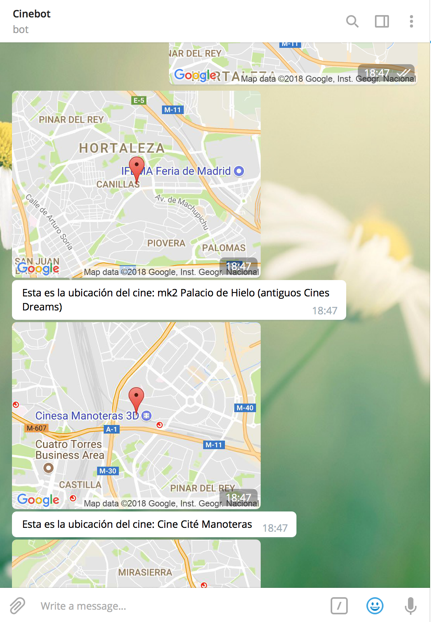 Cinebot
bot
M-11
Google
18:47
Map data ©2018 Google, Inst. Geogr. Nacional
E-5
M-11
PINAR DEL REY
HORTALEZA
IFEMA Feria de Madrid
CANILLAS
Calle de Arturo Soria
Av. de Machupichu
PIOVERA
PALOMAS
SAN JUAN
Google
18:47
Map data ©2018 Google, Inst. Geogr. Nacional
Esta es la ubicación del cine: mk2 Palacio de Hielo (antiguos Cines
Dreams)
18:47
M-40
Cinesa Manoteras 3D
M-607
A-1
M-11
Cuatro Torres
Business Area
M-30
CASTILLA
PINAR DEL REY
Google
18:47
Map data ©2018 Google, Inst. Geogr. Nacional
Esta es la ubicación del cine: Cine Cité Manoteras
18:47
MIRASIERRA
Write a message...